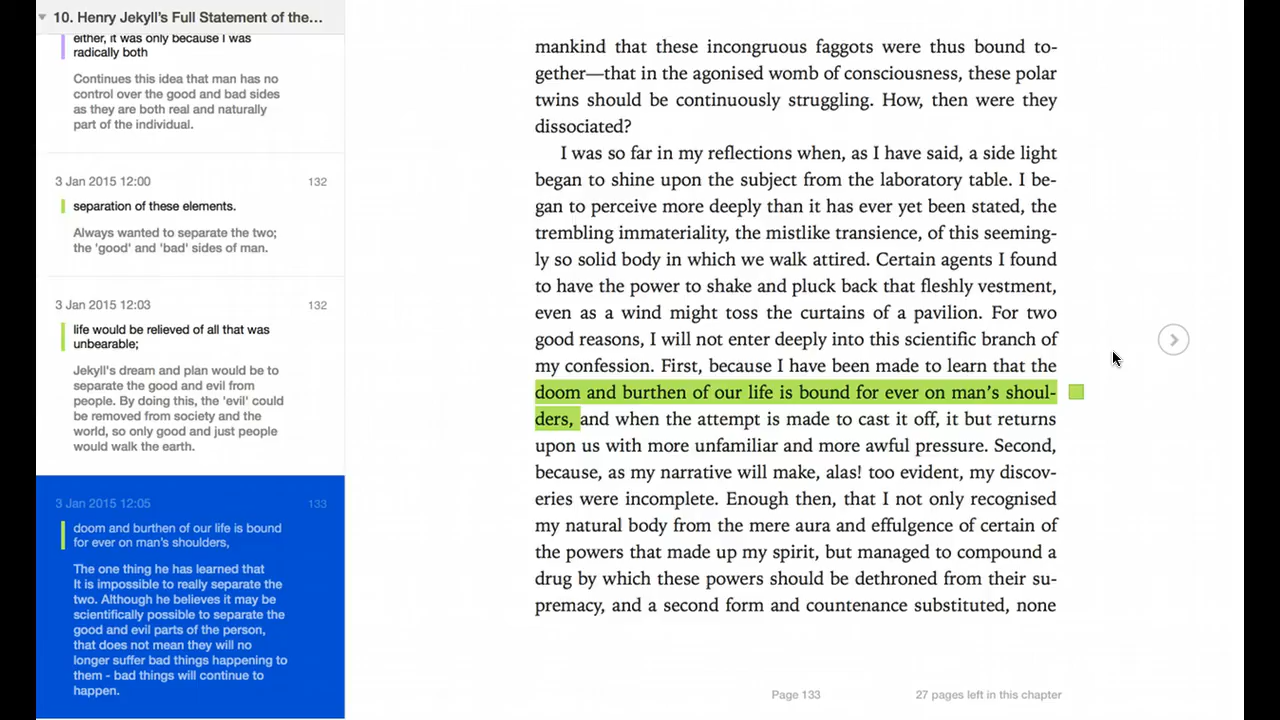 10. Henry Jekyll's Full Statement of the...
either, it was only because I was
radically both
Continues this idea that man has no
control over the good and bad sides
as they are both real and naturally
part of the individual.
3 Jan 2015 12:00 132
separation of these elements.
Always wanted to separate the two;
the 'good' and 'bad' sides of man.
3 Jan 2015 12:03 132
life would be relieved of all that was
unbearable;
Jekyll's dream and plan would be to
separate the good and evil from
people. By doing this, the 'evil' could
be removed from society and the
world, so only good and just people
would walk the earth.
3 Jan 2015 12:05 133
doom and burthen of our life is bound
for ever on man's shoulders,
The one thing he has learned that
It is impossible to really separate the
two. Although he believes it may be
scientifically possible to separate the
good and evil parts of the person,
that does not mean they will no
longer suffer bad things happening to
them - bad things will continue to
happen.
mankind that these incongruous faggots were thus bound to-
gether—that in the agonised womb of consciousness, these polar
twins should be continuously struggling. How, then were they
dissociated?
I was so far in my reflections when, as I have said, a side light
began to shine upon the subject from the laboratory table. I be-
gan to perceive more deeply than it has ever yet been stated, the
trembling immateriality, the mistlike transience, of this seeming-
ly so solid body in which we walk attired. Certain agents I found
to have the power to shake and pluck back that fleshly vestment,
even as a wind might toss the curtains of a pavilion. For two
good reasons, I will not enter deeply into this scientific branch of
my confession. First, because I have been made to learn that the
doom and burthen of our life is bound for ever on man's shoul-
ders, and when the attempt is made to cast it off, it but returns
upon us with more unfamiliar and more awful pressure. Second,
because, as my narrative will make, alas! too evident, my discov-
eries were incomplete. Enough then, that I not only recognised
my natural body from the mere aura and effulgence of certain of
the powers that made up my spirit, but managed to compound a
drug by which these powers should be dethroned from their su-
premacy, and a second form and countenance substituted, none
Page 133 27 pages left in this chapter